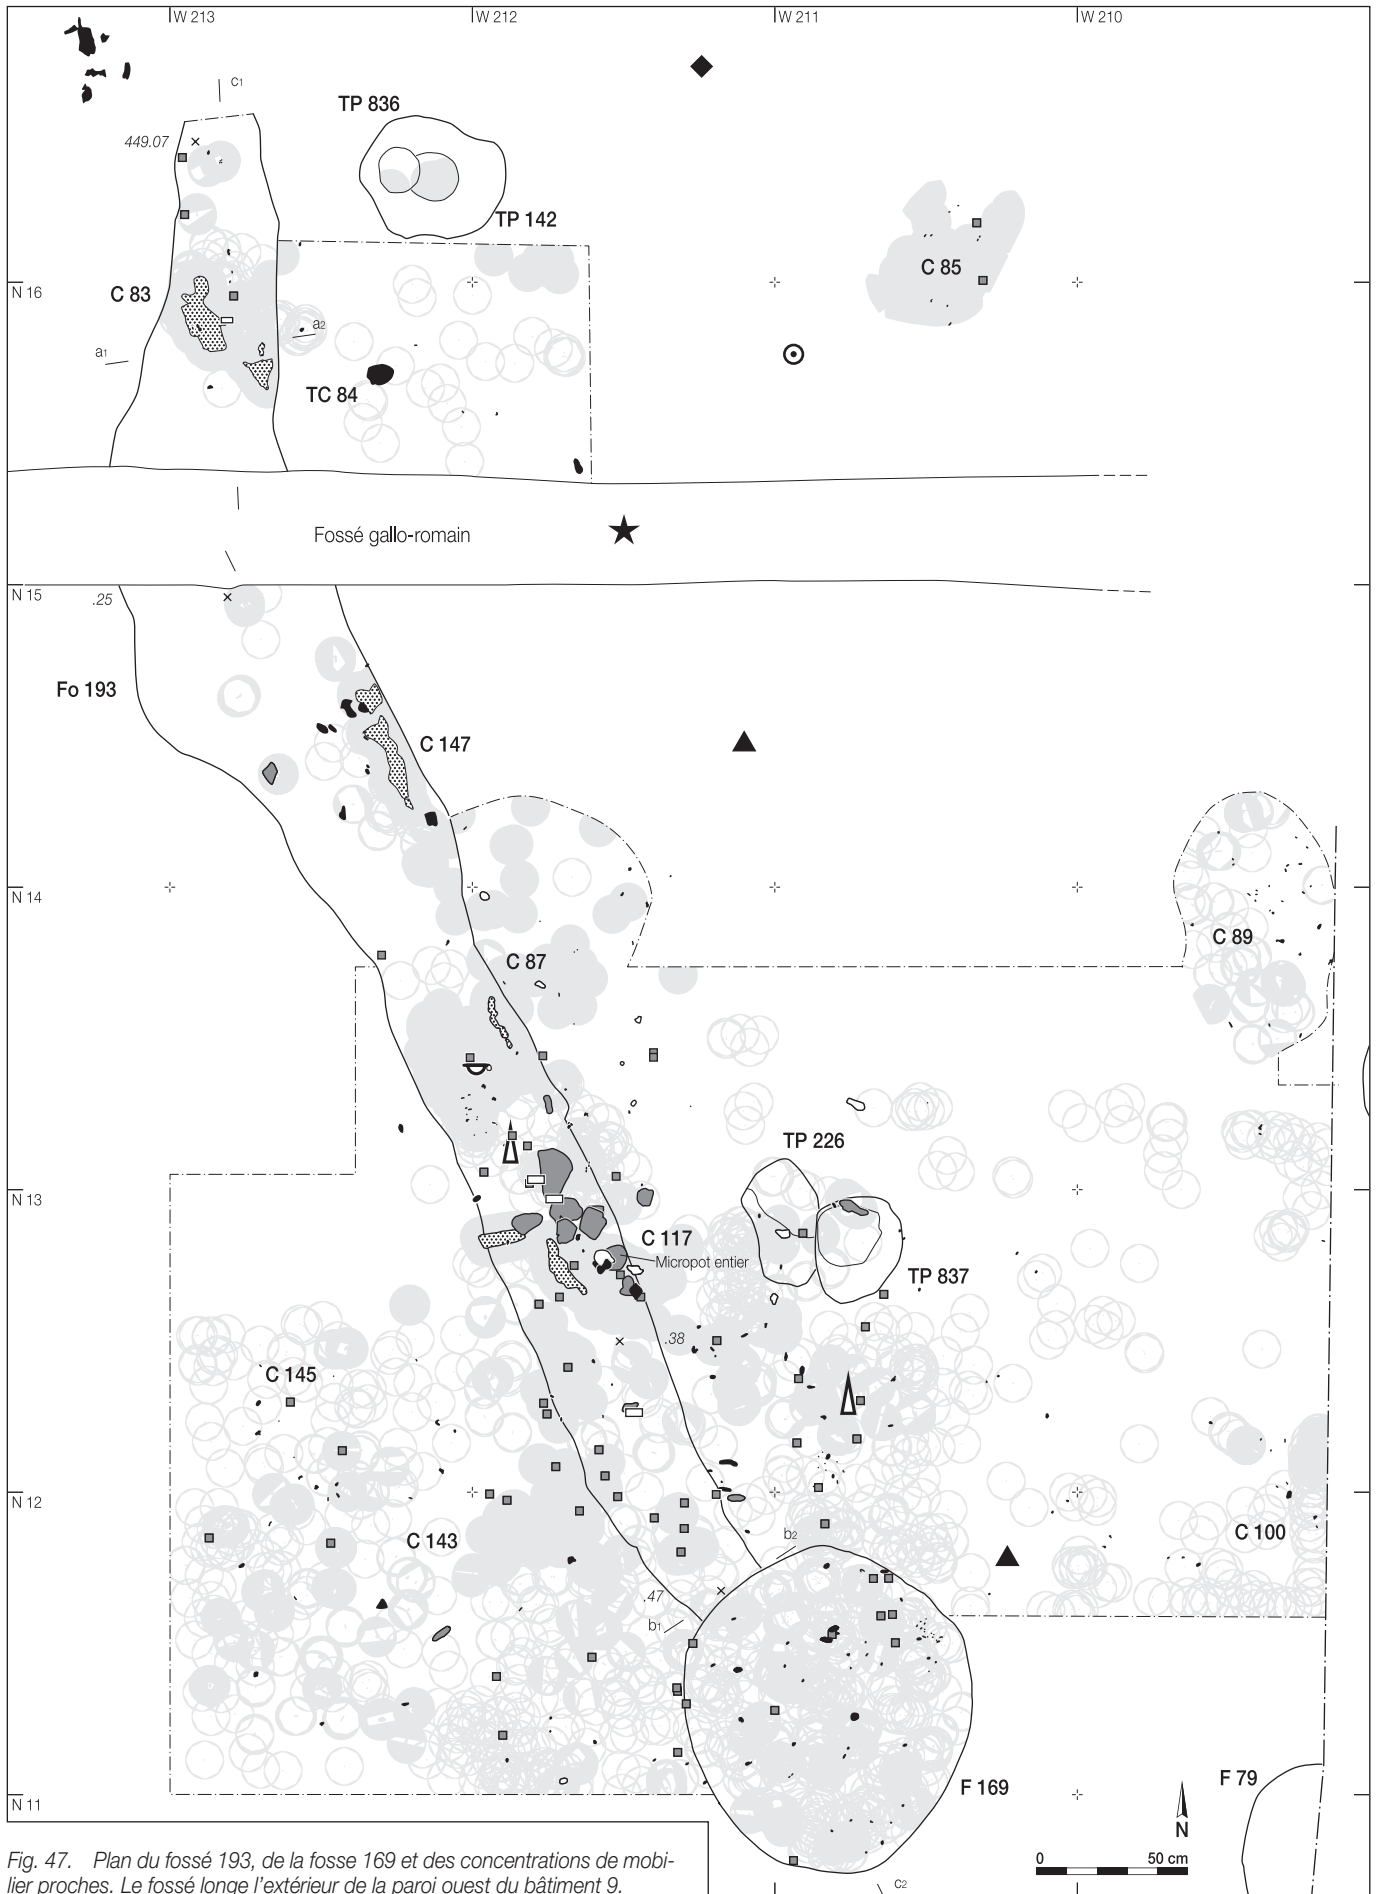 W 213 W 212 W 211 W 210
c1
TP 836
449.07
TP 142
C 85
N 16
C 83
a2
a1
TC 84
Fossé gallo-romain
N 15
.25
Fo 193
C 147
N 14
C 89
C 87
TP 226
N 13
C 117
Micropot entier
TP 837
.38
C 145
N 12
C 143
b2
C 100
.47
b1
F 169
F 79
N 11
N
0 50 cm
Fig. 47. Plan du fossé 193, de la fosse 169 et des concentrations de mobi-
lier proches. Le fossé longe l'extérieur de la paroi ouest du bâtiment 9.
c2